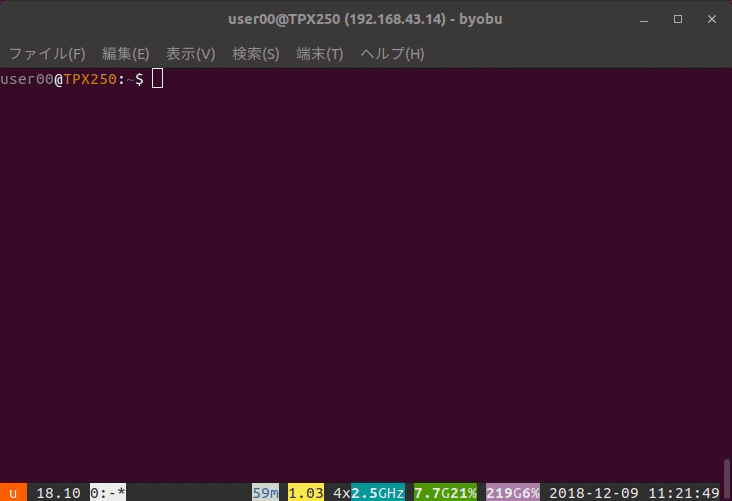 user00@TPX250 (192.168.43.14) - byobu
ファイル(F) 編集(E) 表示(V) 検索(S) 端末(T) ヘルプ(H)
user00@TPX250:~$
u 18.10 0:-* 59m 1.03 4x2.5GHz 7.7G21% 219G6% 2018-12-09 11:21:49